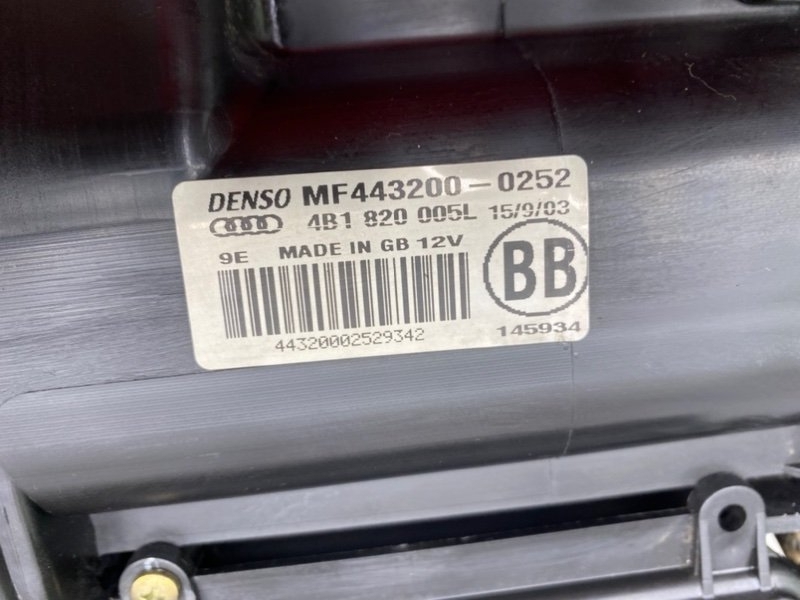 DENSO MF443200-0252
4B1 820 005L 15/9/03
9E MADE IN GB 12V
BB
44320002529342
145934